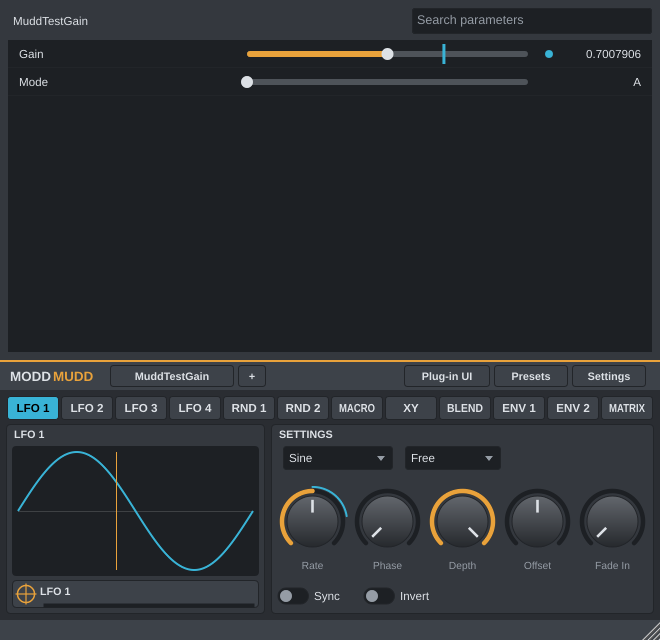 MuddTestGain
Search parameters
Gain 0.7007906
Mode A
MODDMUDD MuddTestGain + Plug-in UI Presets Settings
LFO 1 LFO 2 LFO 3 LFO 4 RND 1 RND 2 MACRO XY BLEND ENV 1 ENV 2 MATRIX
LFO 1
SETTINGS
Sine Free
Rate Phase Depth Offset Fade In
LFO 1
Sync Invert